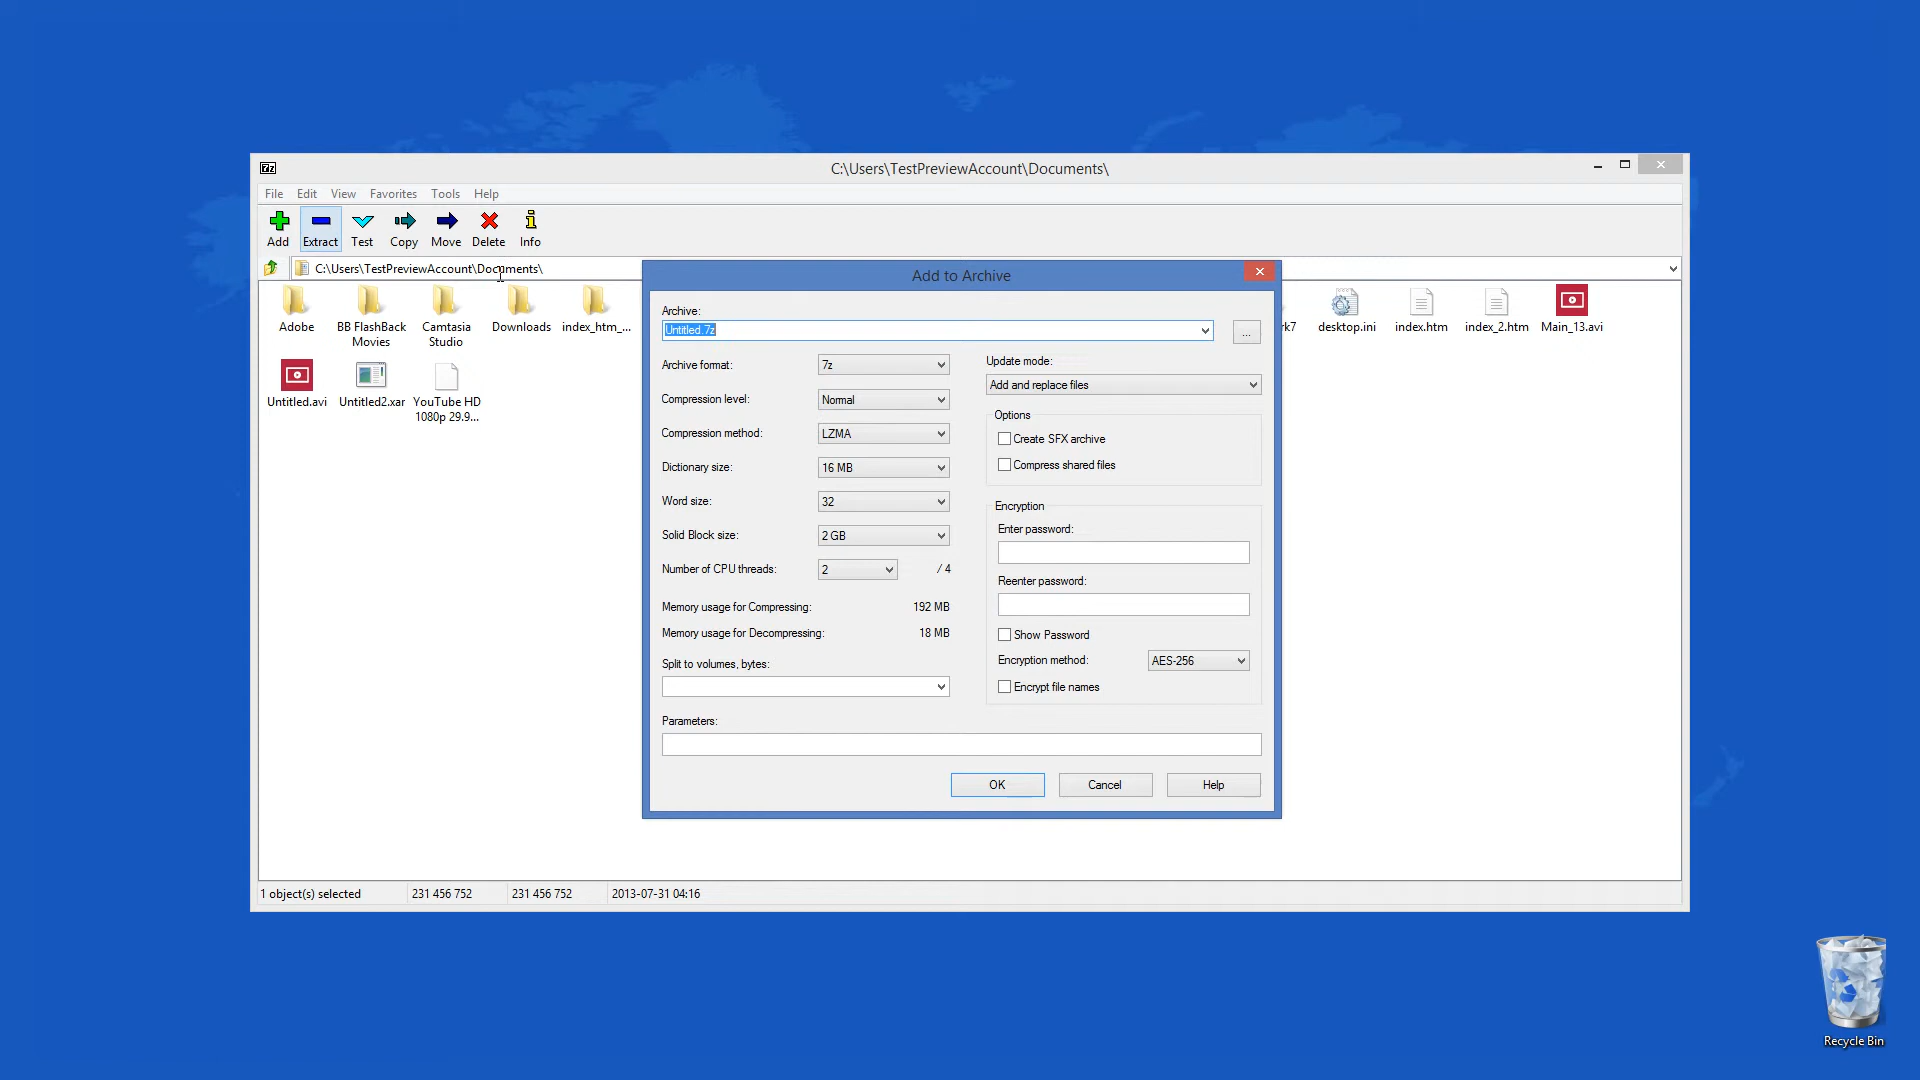 7z
C:\Users\TestPreviewAccount\Documents\
File Edit View Favorites Tools Help
Add Extract Test Copy Move Delete Info
C:\Users\TestPreviewAccount\Documents\
Adobe
BB FlashBack
Movies
Camtasia
Studio
Downloads
index_htm_...
rk7
desktop.ini
index.htm
index_2.htm
Main_13.avi
Untitled.avi
Untitled2.xar
YouTube HD
1080p 29.9...
Add to Archive
Archive:
Untitled.7z
...
Archive format: 7z
Compression level: Normal
Compression method: LZMA
Dictionary size: 16 MB
Word size: 32
Solid Block size: 2 GB
Number of CPU threads: 2 / 4
Memory usage for Compressing: 192 MB
Memory usage for Decompressing: 18 MB
Split to volumes, bytes:
Update mode:
Add and replace files
Options
Create SFX archive
Compress shared files
Encryption
Enter password:
Reenter password:
Show Password
Encryption method: AES-256
Encrypt file names
Parameters:
OK Cancel Help
1 object(s) selected 231 456 752 231 456 752 2013-07-31 04:16
Recycle Bin